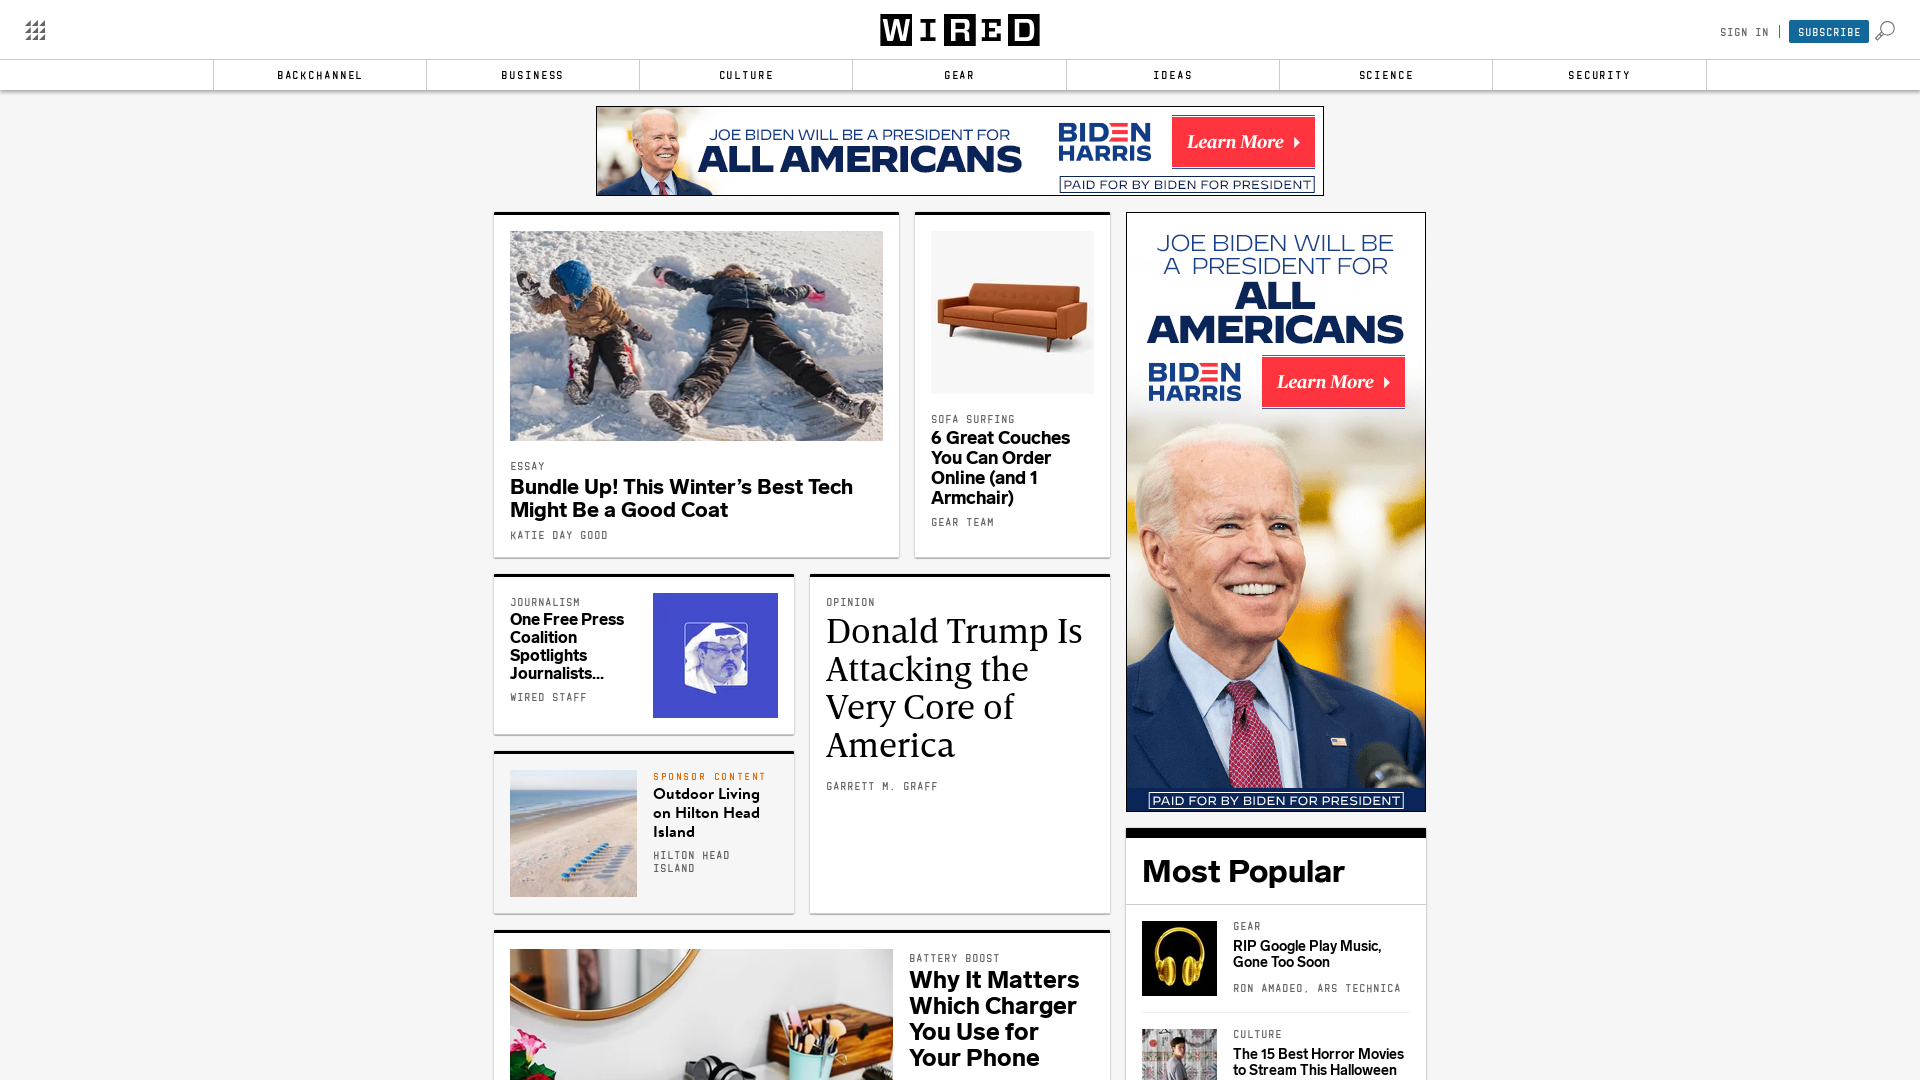 WIRED
SIGN IN
SUBSCRIBE
BACKCHANNEL
BUSINESS
CULTURE
GEAR
IDEAS
SCIENCE
SECURITY
JOE BIDEN WILL BE A PRESIDENT FOR
ALL AMERICANS
BIDEN
HARRIS
Learn More
PAID FOR BY BIDEN FOR PRESIDENT
ESSAY
Bundle Up! This Winter’s Best Tech
Might Be a Good Coat
KATIE DAY GOOD
SOFA SURFING
6 Great Couches
You Can Order
Online (and 1
Armchair)
GEAR TEAM
JOE BIDEN WILL BE
A PRESIDENT FOR
ALL
AMERICANS
BIDEN
HARRIS
Learn More
PAID FOR BY BIDEN FOR PRESIDENT
JOURNALISM
One Free Press
Coalition
Spotlights
Journalists...
WIRED STAFF
OPINION
Donald Trump Is
Attacking the
Very Core of
America
GARRETT M. GRAFF
SPONSOR CONTENT
Outdoor Living
on Hilton Head
Island
HILTON HEAD
ISLAND
BATTERY BOOST
Why It Matters
Which Charger
You Use for
Your Phone
Most Popular
GEAR
RIP Google Play Music,
Gone Too Soon
RON AMADEO, ARS TECHNICA
CULTURE
The 15 Best Horror Movies
to Stream This Halloween